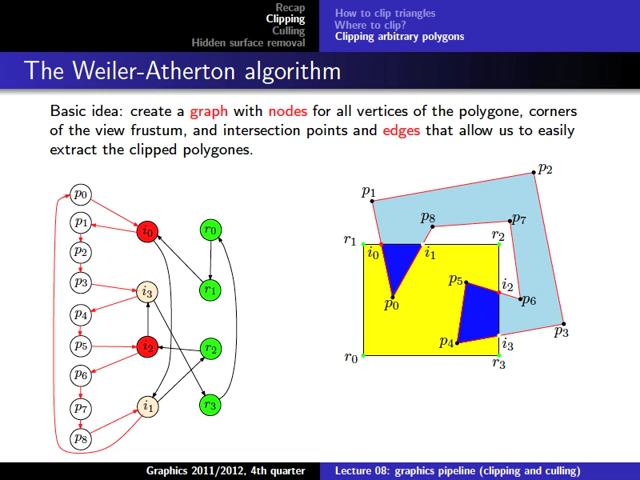 Recap
Clipping
Culling
Hidden surface removal
How to clip triangles
Where to clip?
Clipping arbitrary polygons
The Weiler-Atherton algorithm
Basic idea: create a graph with nodes for all vertices of the polygone, corners
of the view frustum, and intersection points and edges that allow us to easily
extract the clipped polygones.
p0
p1
p2
p3
p4
p5
p6
p7
p8
i0
i3
i2
i1
r0
r1
r2
r3
p2
p1
p8
p7
r1
r2
i0
i1
p5
i2
p0
p6
p4
i3
p3
r0
r3
Graphics 2011/2012, 4th quarter
Lecture 08: graphics pipeline (clipping and culling)